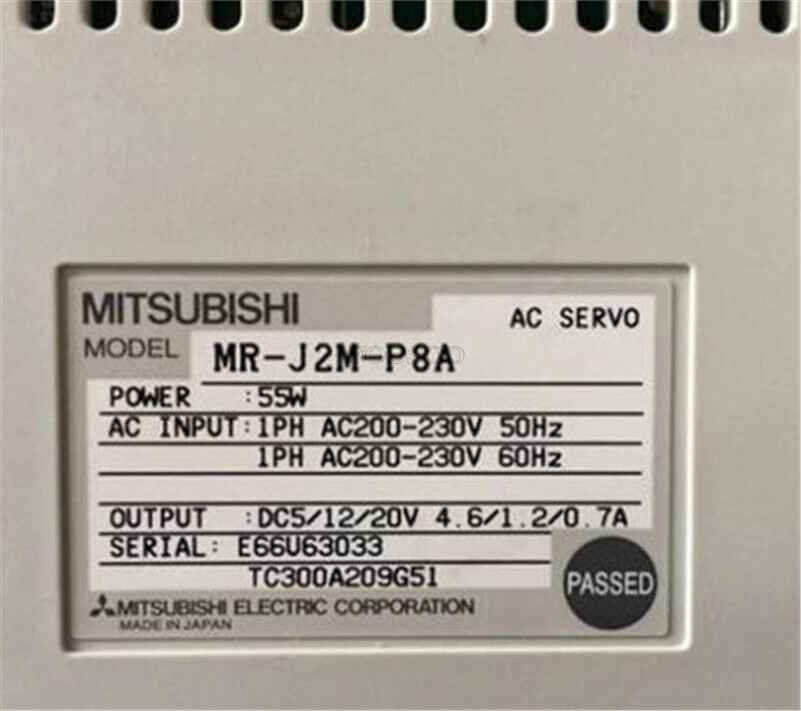 MITSUBISHI
AC SERVO
MODEL MR-J2M-P8A
POWER :55W
AC INPUT:1PH AC200-230V 50Hz
1PH AC200-230V 60Hz
OUTPUT :DC5/12/20V 4.6/1.2/0.7A
SERIAL: E66U63033
TC300A209G51
PASSED
MITSUBISHI ELECTRIC CORPORATION
MADE IN JAPAN